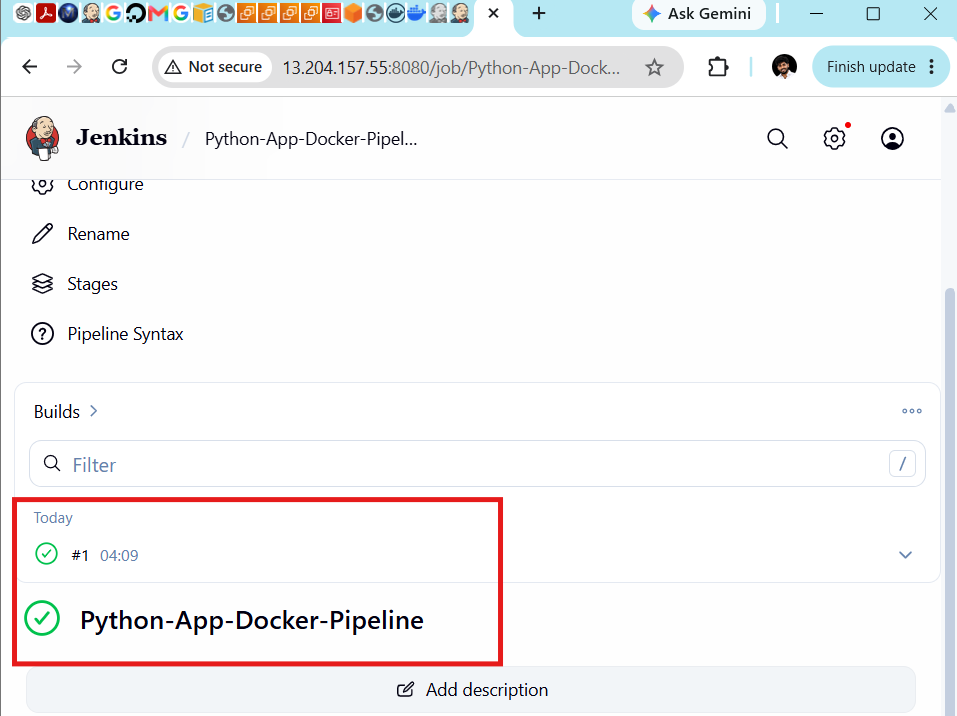 Ask Gemini
Not secure
13.204.157.55:8080/job/Python-App-Dock...
Finish update
Jenkins / Python-App-Docker-Pipel...
Configure
Rename
Stages
Pipeline Syntax
Builds
Filter
/
Today
#1 04:09
Python-App-Docker-Pipeline
Add description